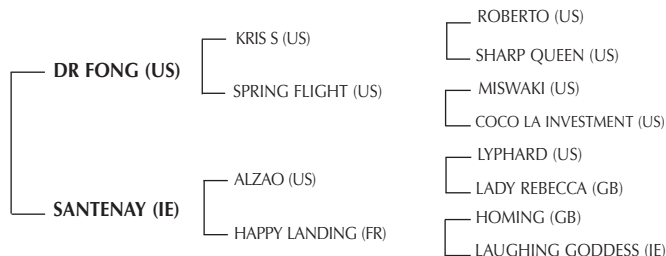 ROBERTO (US)
KRIS S (US)
SHARP QUEEN (US)
DR FONG (US)
MISWAKI (US)
SPRING FLIGHT (US)
COCO LA INVESTMENT (US)
LYPHARD (US)
ALZAO (US)
LADY REBECCA (GB)
SANTENAY (IE)
HOMING (GB)
HAPPY LANDING (FR)
LAUGHING GODDESS (IE)